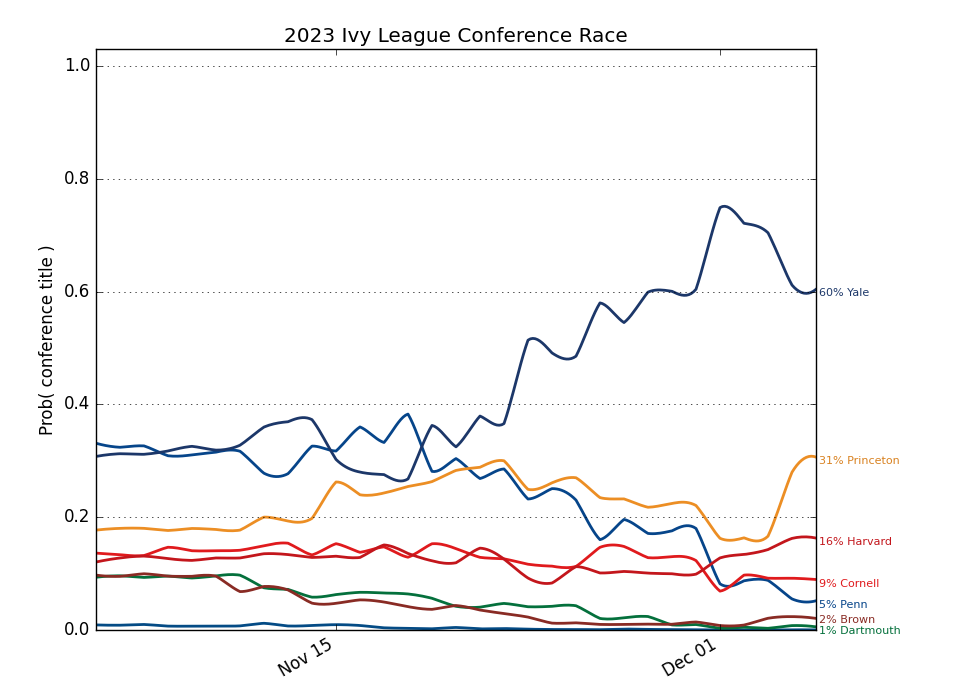 2023 Ivy League Conference Race
Prob( conference title )
1.0
0.8
0.6
0.4
0.2
0.0
Nov 15
Dec 01
60% Yale
31% Princeton
16% Harvard
9% Cornell
5% Penn
2% Brown
1% Dartmouth